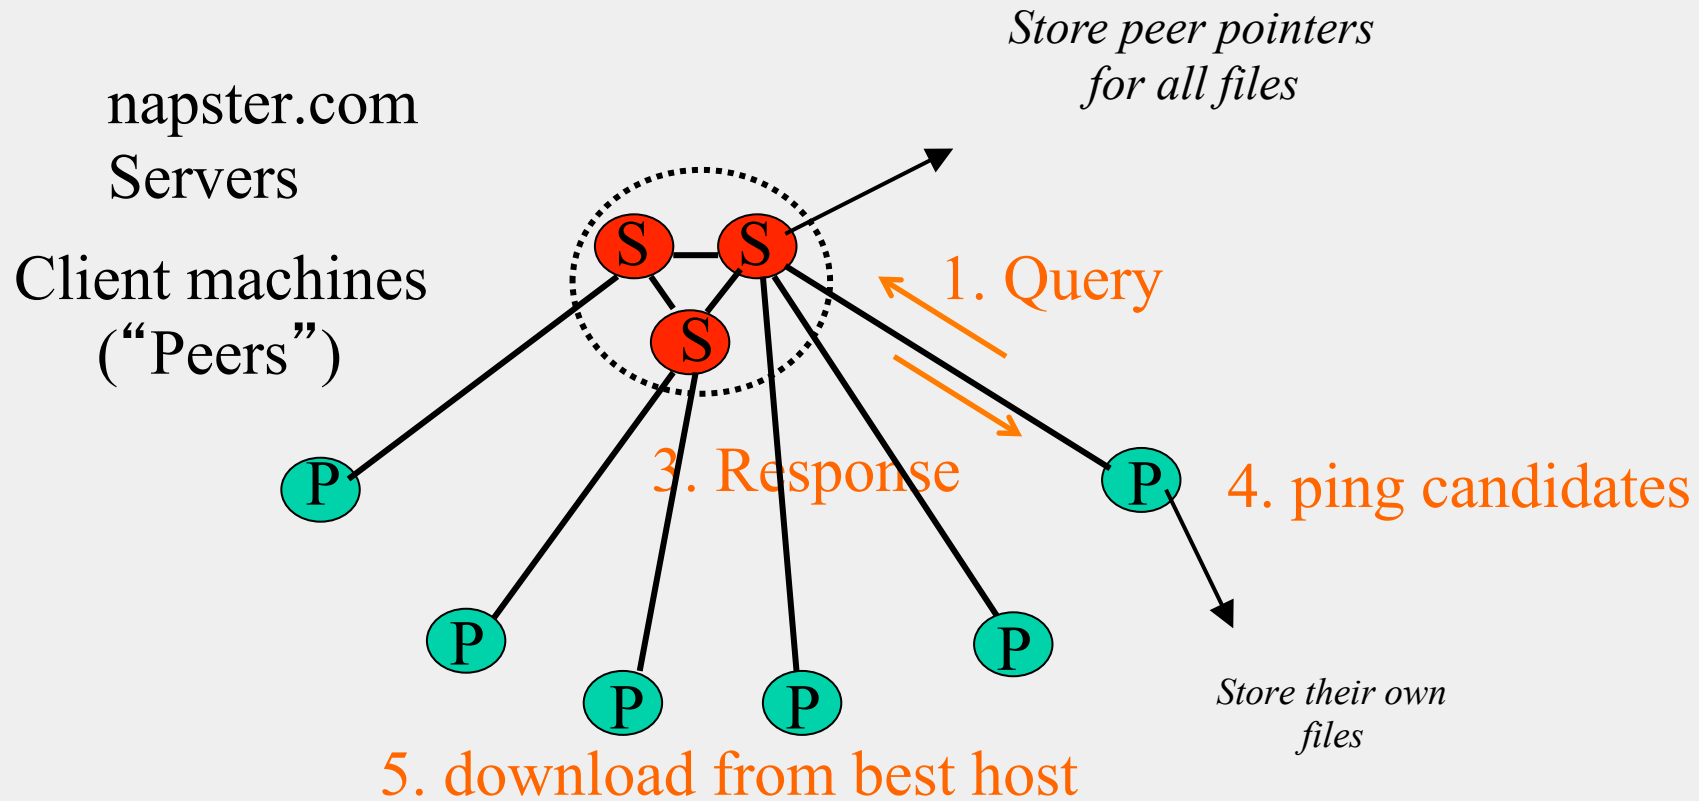 Store peer pointers
for all files
napster.com
Servers
Client machines
(“Peers”)
S
S
S
1. Query
3. Response
P
P
4. ping candidates
P
P
P
P
Store their own
files
5. download from best host